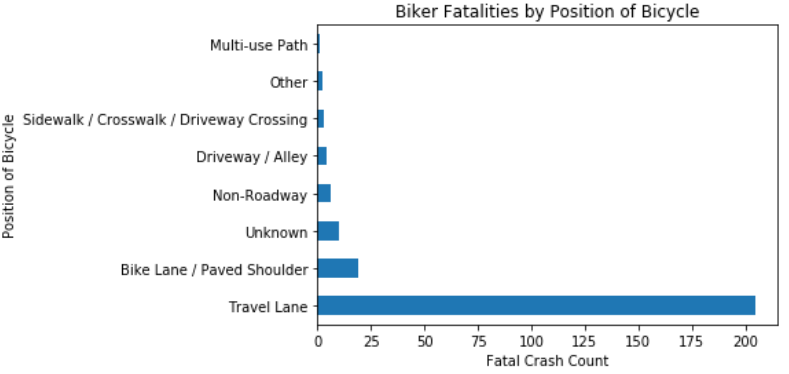 Biker Fatalities by Position of Bicycle
Position of Bicycle
Multi-use Path
Other
Sidewalk / Crosswalk / Driveway Crossing
Driveway / Alley
Non-Roadway
Unknown
Bike Lane / Paved Shoulder
Travel Lane
0 25 50 75 100 125 150 175 200
Fatal Crash Count